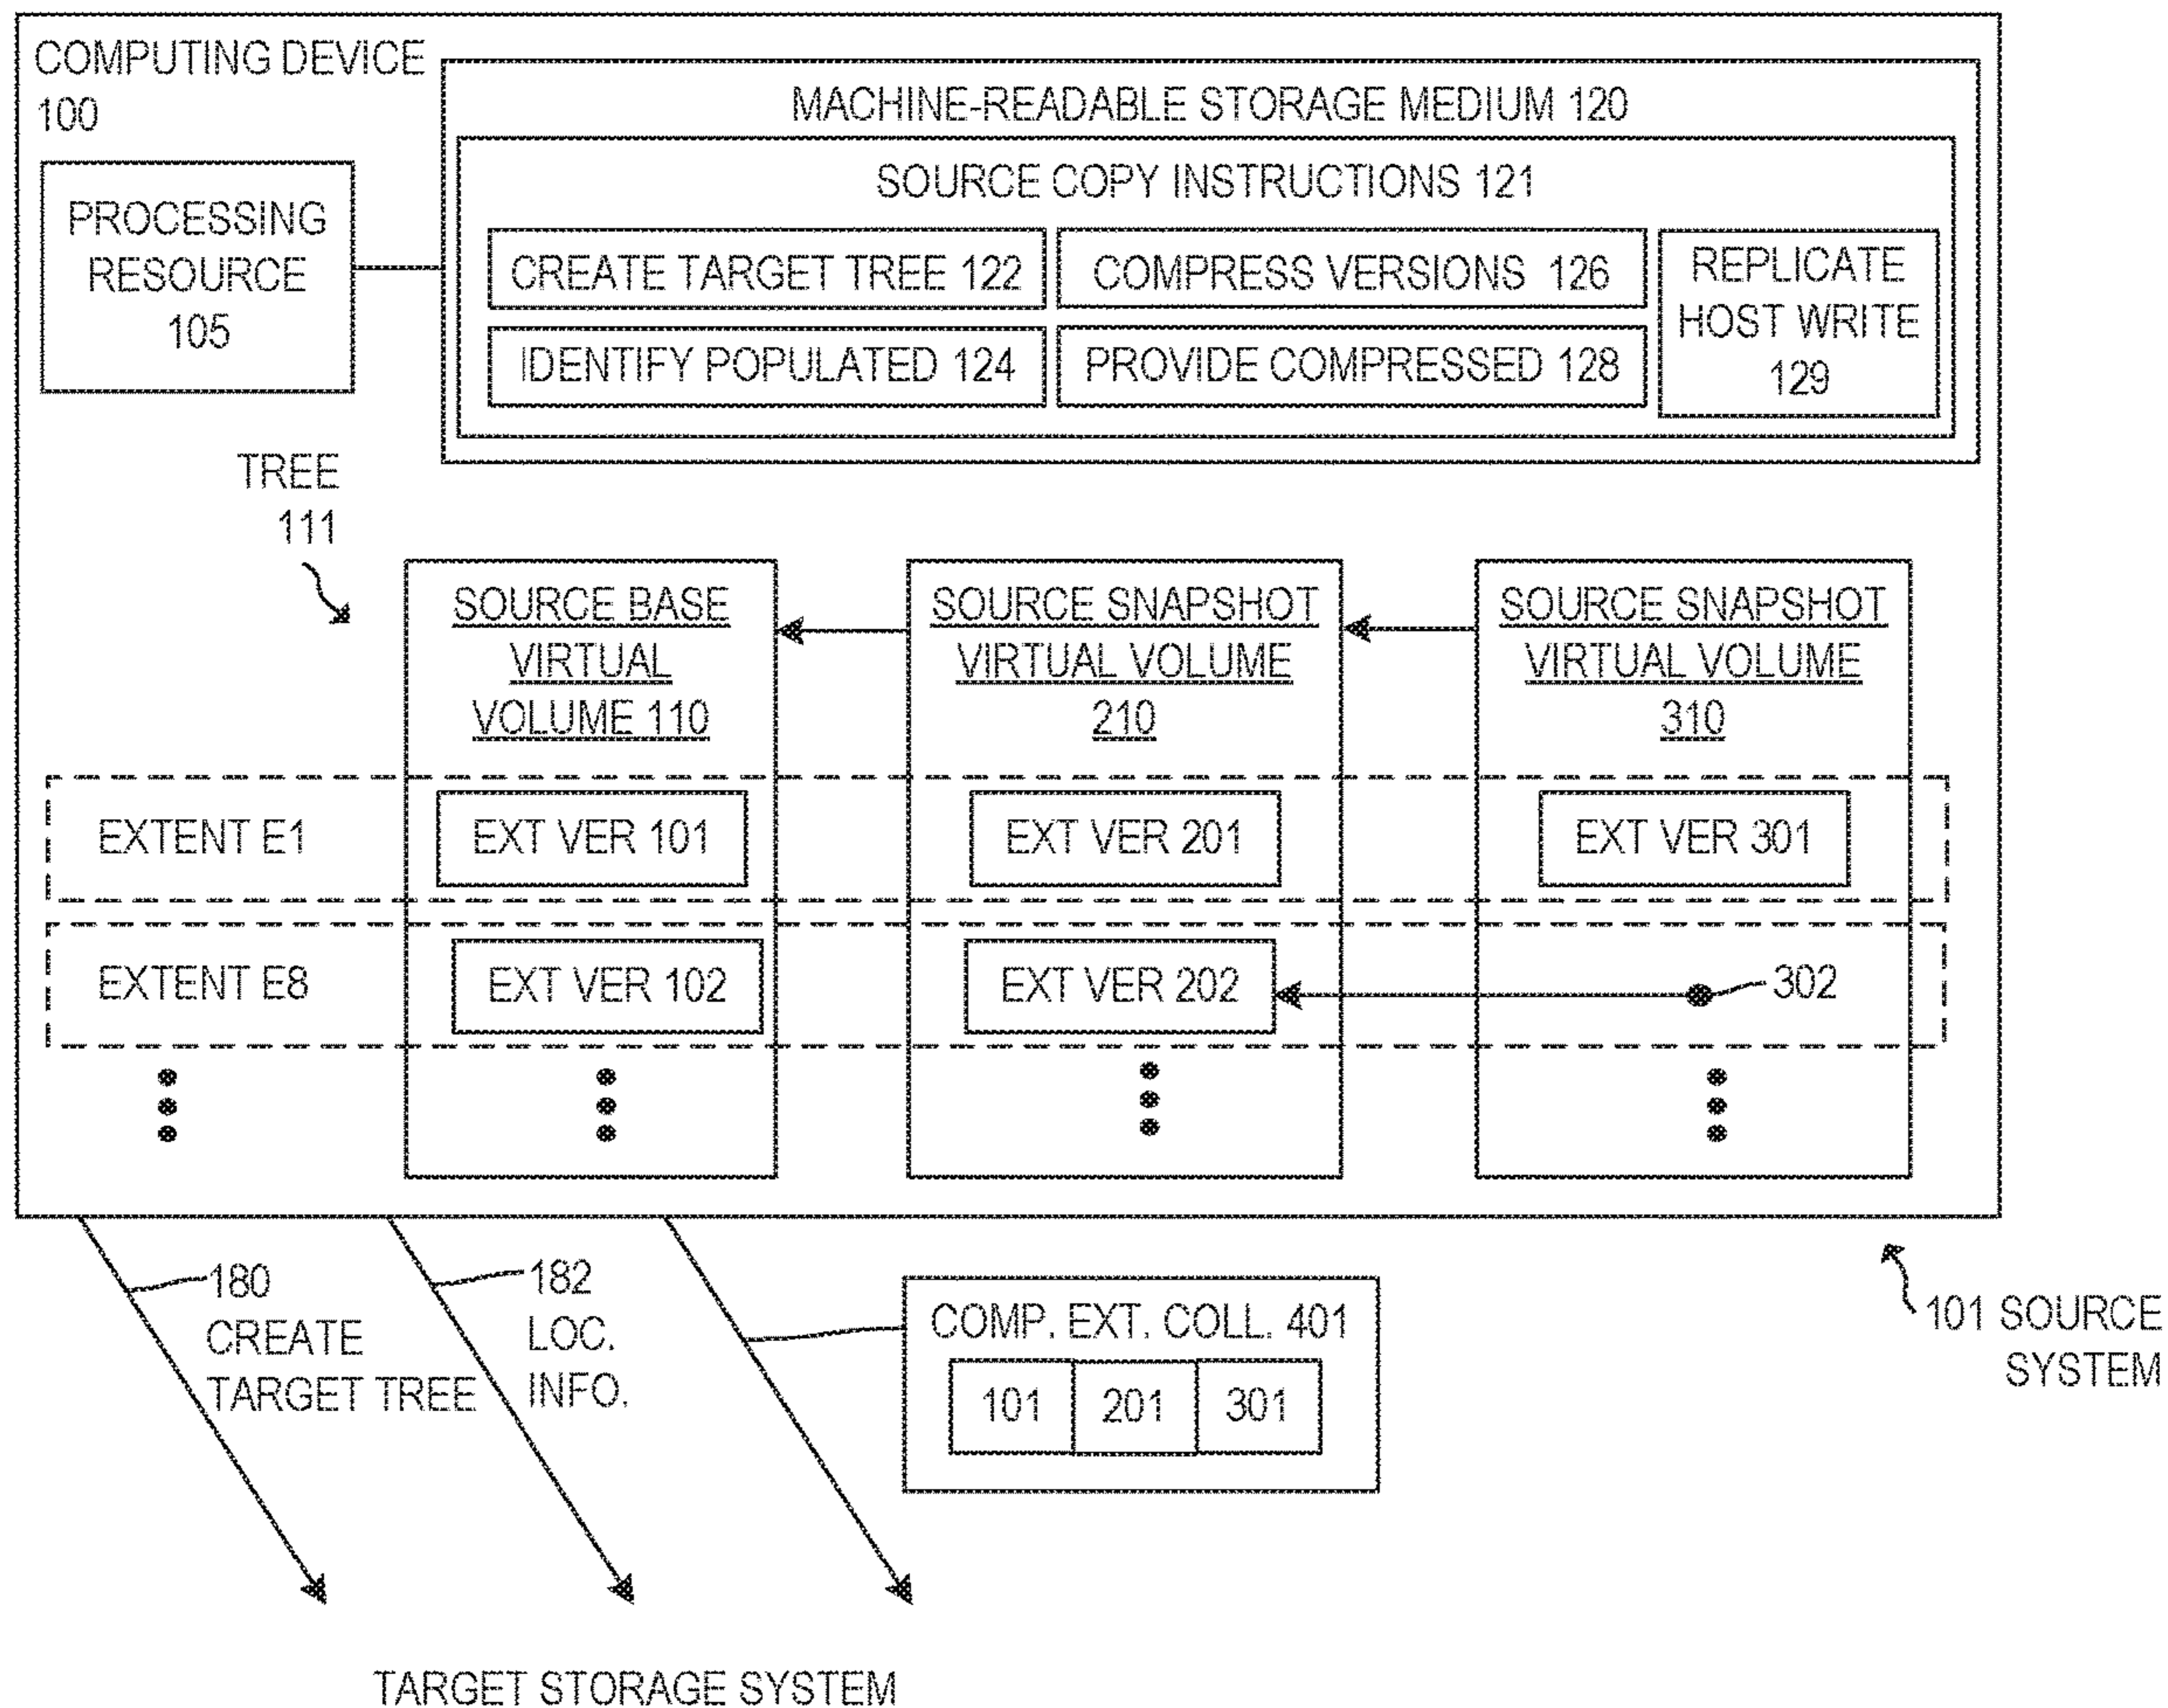 COMPUTING DEVICE
100
MACHINE-READABLE STORAGE MEDIUM 120
SOURCE COPY INSTRUCTIONS 121
PROCESSING
RESOURCE
105
CREATE TARGET TREE 122
COMPRESS VERSIONS 126
IDENTIFY POPULATED 124
PROVIDE COMPRESSED 128
REPLICATE
HOST WRITE
129
TREE
111
SOURCE BASE
VIRTUAL
VOLUME 110
SOURCE SNAPSHOT
VIRTUAL VOLUME
210
SOURCE SNAPSHOT
VIRTUAL VOLUME
310
EXTENT E1
EXT VER 101
EXT VER 201
EXT VER 301
EXTENT E8
EXT VER 102
EXT VER 202
302
180
CREATE
TARGET TREE
182
LOC.
INFO.
COMP. EXT. COLL. 401
101 201 301
101 SOURCE
SYSTEM
TARGET STORAGE SYSTEM